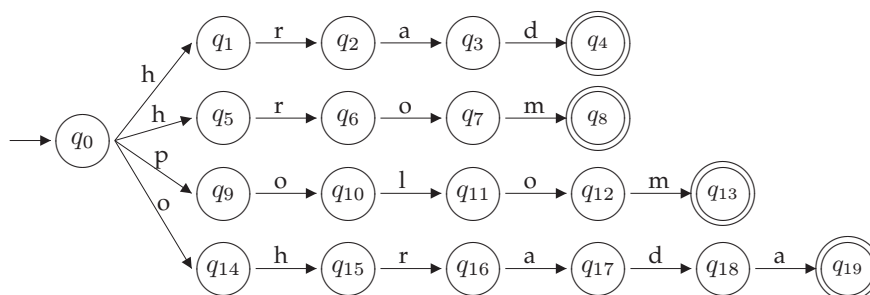 q1 r q2 a q3 d q4
h
q5 r q6 o q7 m q8
h
q0
p
q9 o q10 l q11 o q12 m q13
o
q14 h q15 r q16 a q17 d q18 a q19